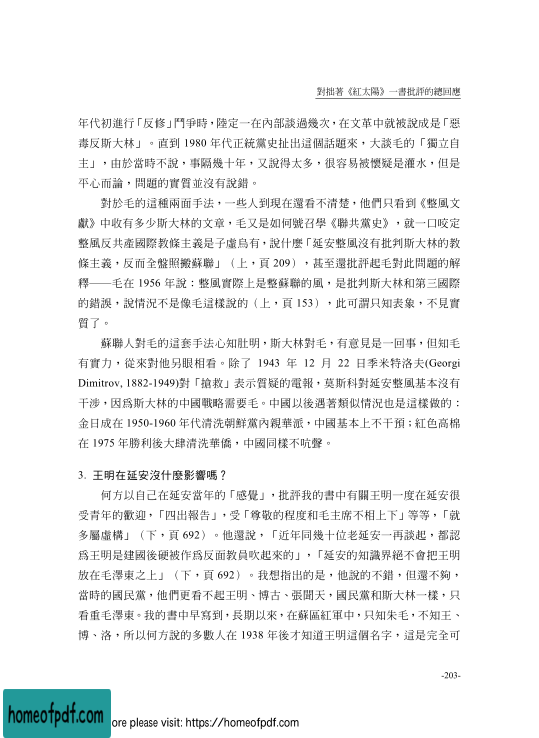 對拙著《紅太陽》一書批評的總回應
年代初進行「反修」鬥爭時，陸定一在內部談過幾次，在文革中就被說成是「惡
毒反斯大林」。直到 1980 年代正統黨史扯出這個話題來，大談毛的「獨立自
主」，由於當時不說，事隔幾十年，又說得太多，很容易被懷疑是灌水，但是
平心而論，問題的實質並沒有說錯。
對於毛的這種兩面手法，一些人到現在還看不清楚，他們只看到《整風文
獻》中收有多少斯大林的文章，毛又是如何號召學《聯共黨史》，就一口咬定
整風反共產國際教條主義是子虛烏有，說什麼「延安整風沒有批判斯大林的教
條主義，反而全盤照搬蘇聯」（上，頁 209），甚至還批評起毛對此問題的解
釋──毛在 1956 年說：整風實際上是整蘇聯的風，是批判斯大林和第三國際
的錯誤，說情況不是像毛這樣說的（上，頁 153），此可謂只知表象，不見實
質了。
蘇聯人對毛的這套手法心知肚明，斯大林對毛，有意見是一回事，但知毛
有實力，從來對他另眼相看。除了 1943 年 12 月 22 日季米特洛夫(Georgi
Dimitrov, 1882-1949)對「搶救」表示質疑的電報，莫斯科對延安整風基本沒有
干涉，因爲斯大林的中國戰略需要毛。中國以後遇著類似情況也是這樣做的：
金日成在 1950-1960 年代清洗朝鮮黨內親華派，中國基本上不干預；紅色高棉
在 1975 年勝利後大肆清洗華僑，中國同樣不吭聲。
3. 王明在延安沒什麼影響嗎？
何方以自己在延安當年的「感覺」，批評我的書中有關王明一度在延安很
受青年的歡迎，「四出報告」，受「尊敬的程度和毛主席不相上下」等等，「就
多屬虛構」（下，頁 692）。他還說，「近年同幾十位老延安一再談起，都認
爲王明是建國後硬被作爲反面教員吹起來的」，「延安的知識界絕不會把王明
放在毛澤東之上」（下，頁 692）。我想指出的是，他說的不錯，但還不夠，
當時的國民黨，他們更看不起王明、博古、張聞天，國民黨和斯大林一樣，只
看重毛澤東。我的書中早寫到，長期以來，在蘇區紅軍中，只知朱毛，不知王、
博、洛，所以何方說的多數人在 1938 年後才知道王明這個名字，這是完全可
-203-
homeofpdf.com
ore please visit: https://homeofpdf.com